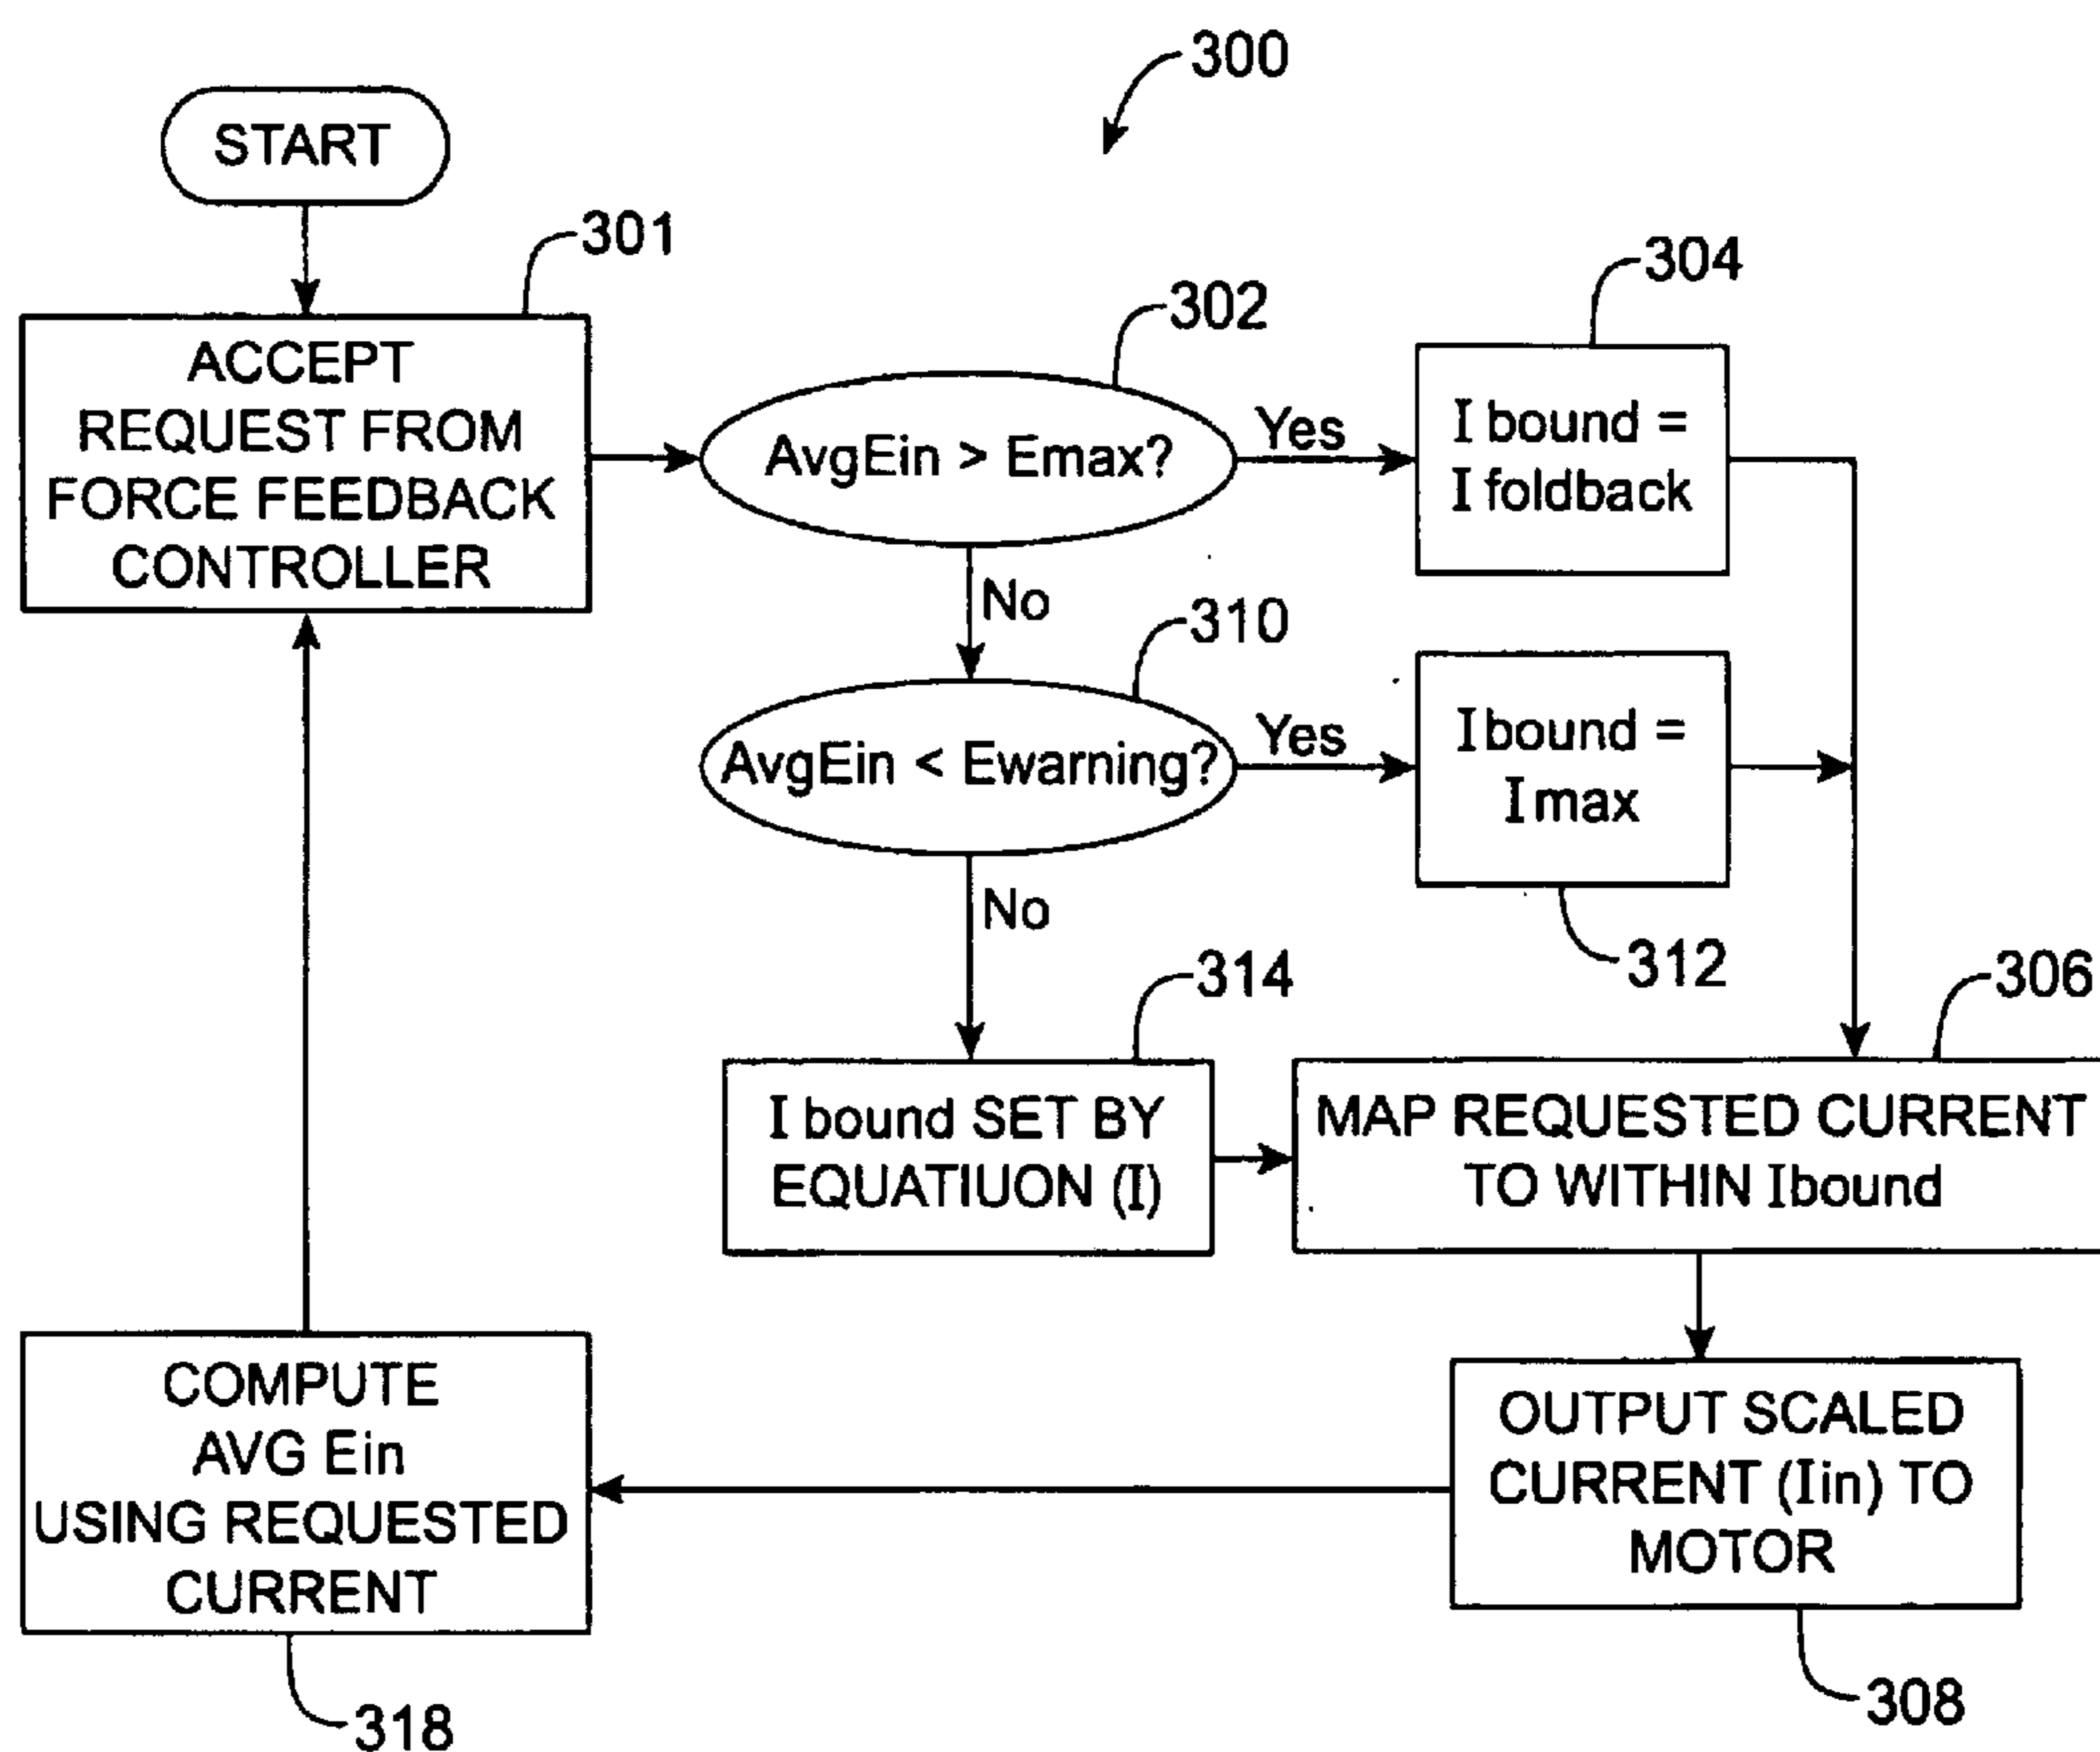 300
START
301
ACCEPT
REQUEST FROM
FORCE FEEDBACK
CONTROLLER
302
AvgEin > Emax?
Yes
304
I bound =
I foldback
No
310
AvgEin < Ewarning?
Yes
I bound =
I max
312
No
314
I bound SET BY
EQUATIUON (I)
306
MAP REQUESTED CURRENT
TO WITHIN Ibound
OUTPUT SCALED
CURRENT (Iin) TO
MOTOR
308
COMPUTE
AVG Ein
USING REQUESTED
CURRENT
318